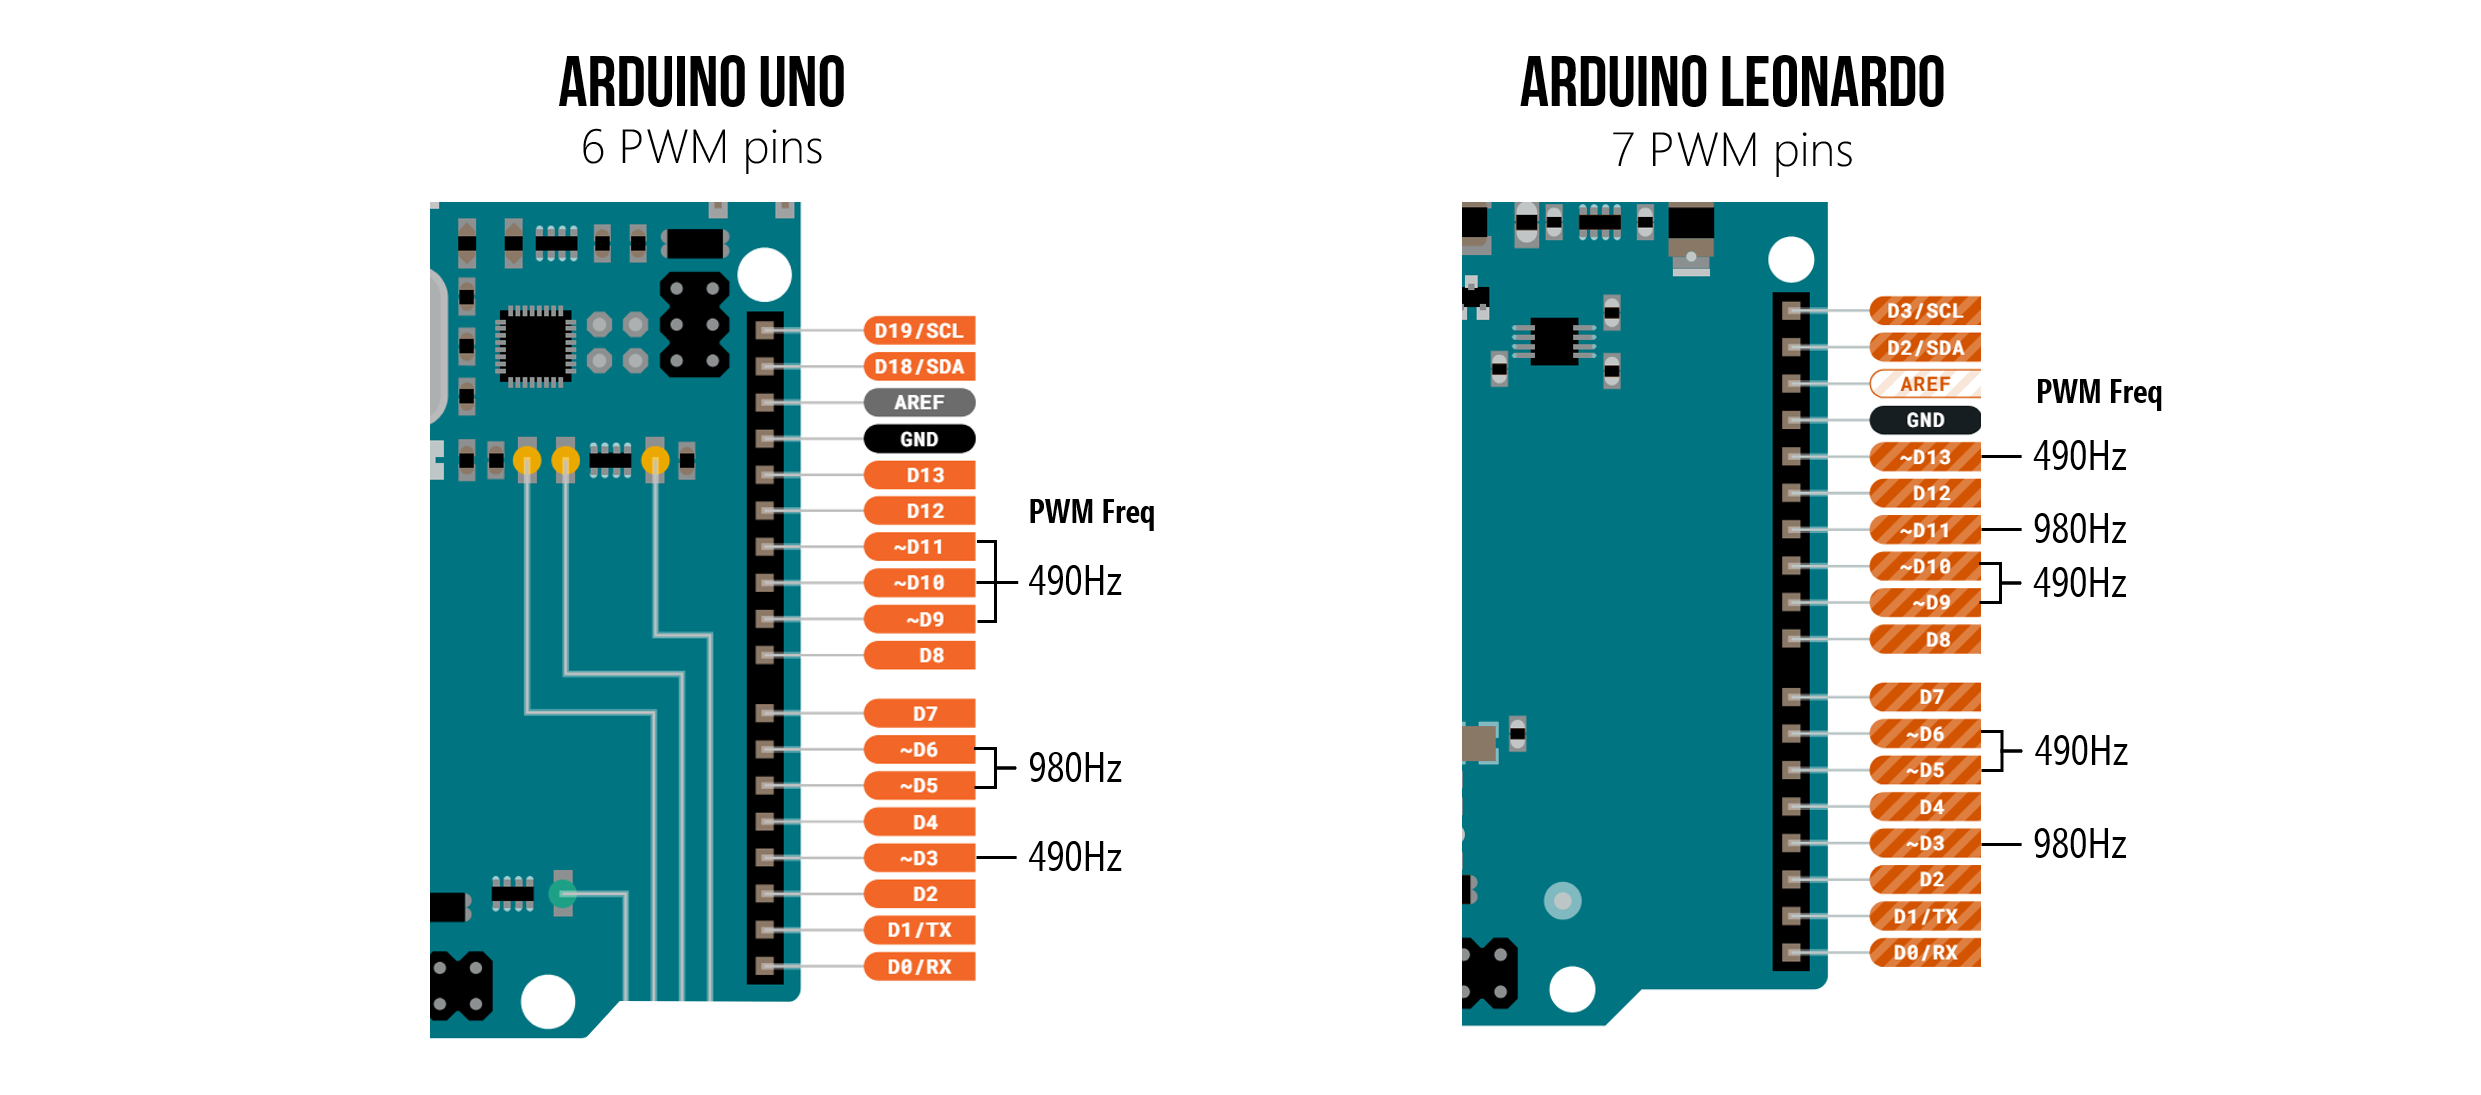 ARDUINO UNO
6 PWM pins
D19/SCL
D18/SDA
AREF
GND
D13
D12
PWM Freq
~D11
~D10
490Hz
~D9
D8
D7
~D6
980Hz
~D5
D4
~D3
490Hz
D2
D1/TX
D0/RX
ARDUINO LEONARDO
7 PWM pins
D3/SCL
D2/SDA
AREF
PWM Freq
GND
~D13
490Hz
D12
~D11
980Hz
~D10
490Hz
~D9
D8
D7
~D6
490Hz
~D5
D4
~D3
980Hz
D2
D1/TX
D0/RX